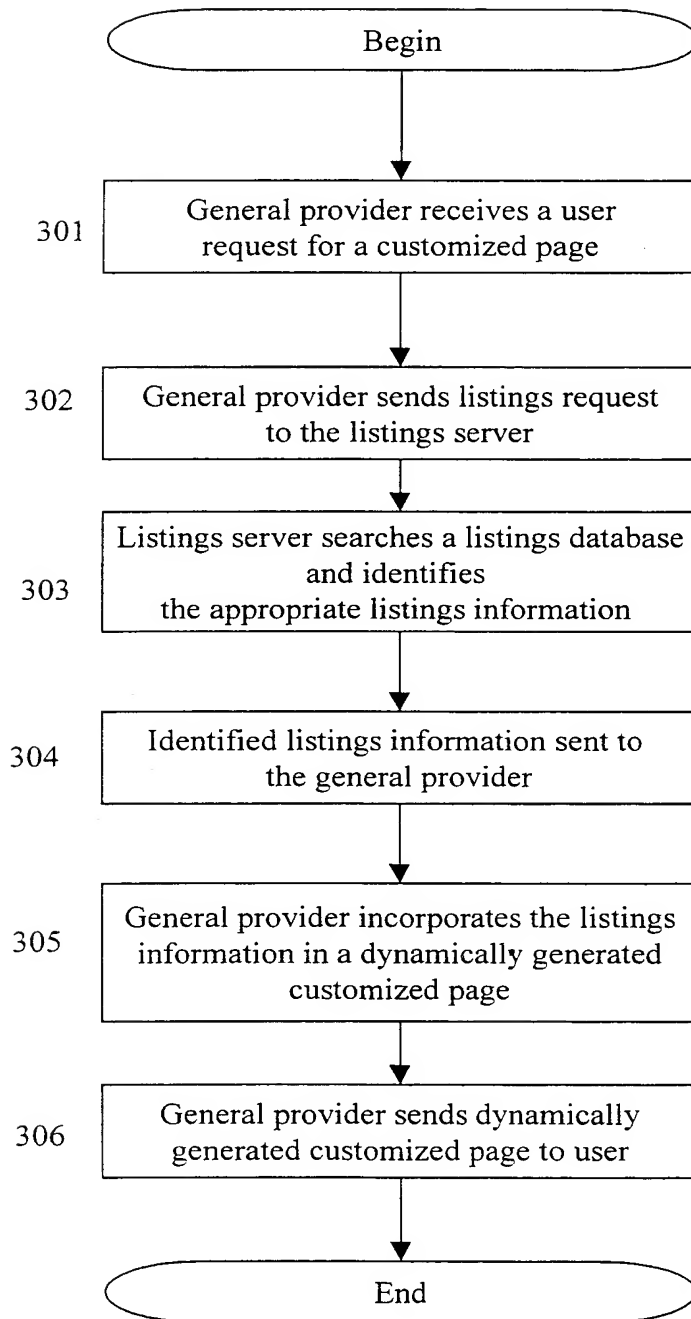 Begin
301
General provider receives a user
request for a customized page
302
General provider sends listings request
to the listings server
303
Listings server searches a listings database
and identifies
the appropriate listings information
304
Identified listings information sent to
the general provider
305
General provider incorporates the listings
information in a dynamically generated
customized page
306
General provider sends dynamically
generated customized page to user
End